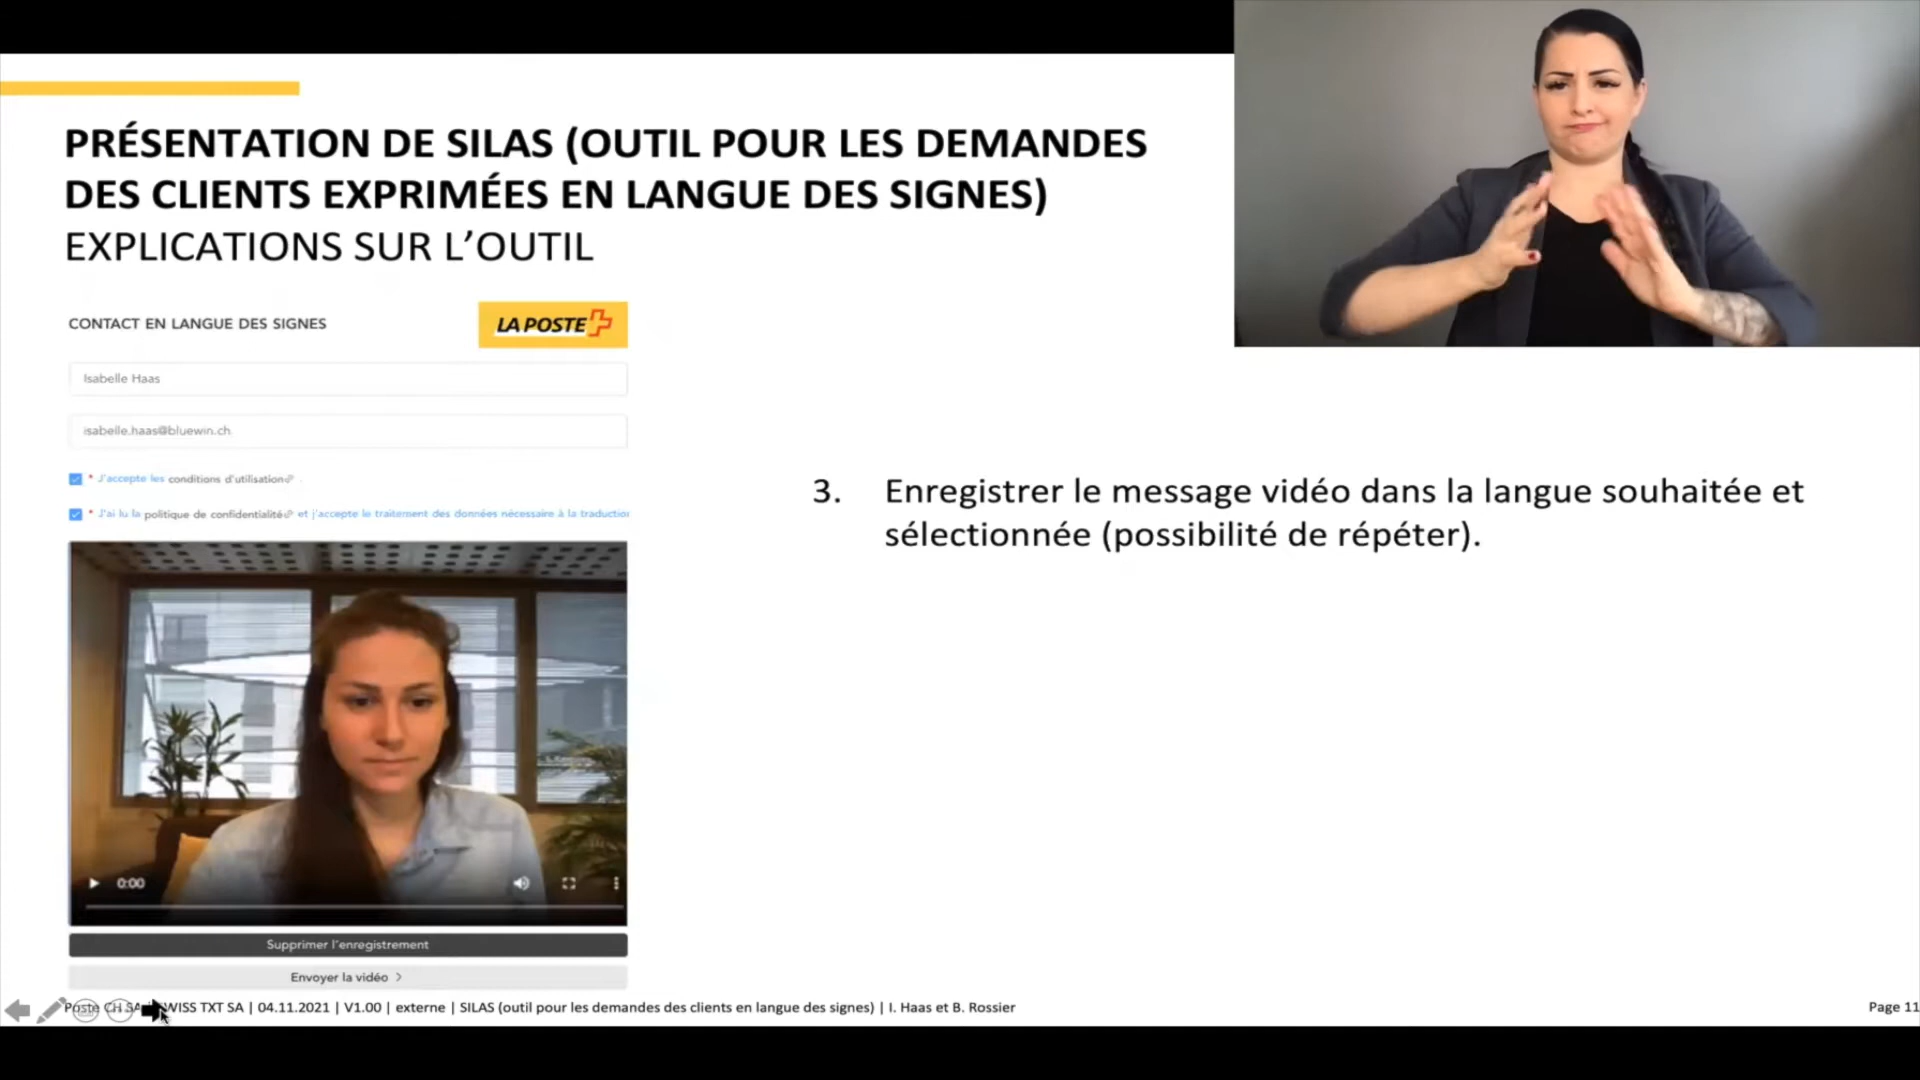 PRÉSENTATION DE SILAS (OUTIL POUR LES DEMANDES
DES CLIENTS EXPRIMÉES EN LANGUE DES SIGNES)
EXPLICATIONS SUR L’OUTIL
CONTACT EN LANGUE DES SIGNES
LA POSTE
Isabelle Haas
isabelle.haas@bluewin.ch
* J'accepte les conditions d'utilisation
* J'ai lu la politique de confidentialité et j'accepte le traitement des données nécessaire à la traduction
3. Enregistrer le message vidéo dans la langue souhaitée et
sélectionnée (possibilité de répéter).
0:00
Supprimer l'enregistrement
Envoyer la vidéo >
Poste CH SA | SWISS TXT SA | 04.11.2021 | V1.00 | externe | SILAS (outil pour les demandes des clients en langue des signes) | I. Haas et B. Rossier
Page 11